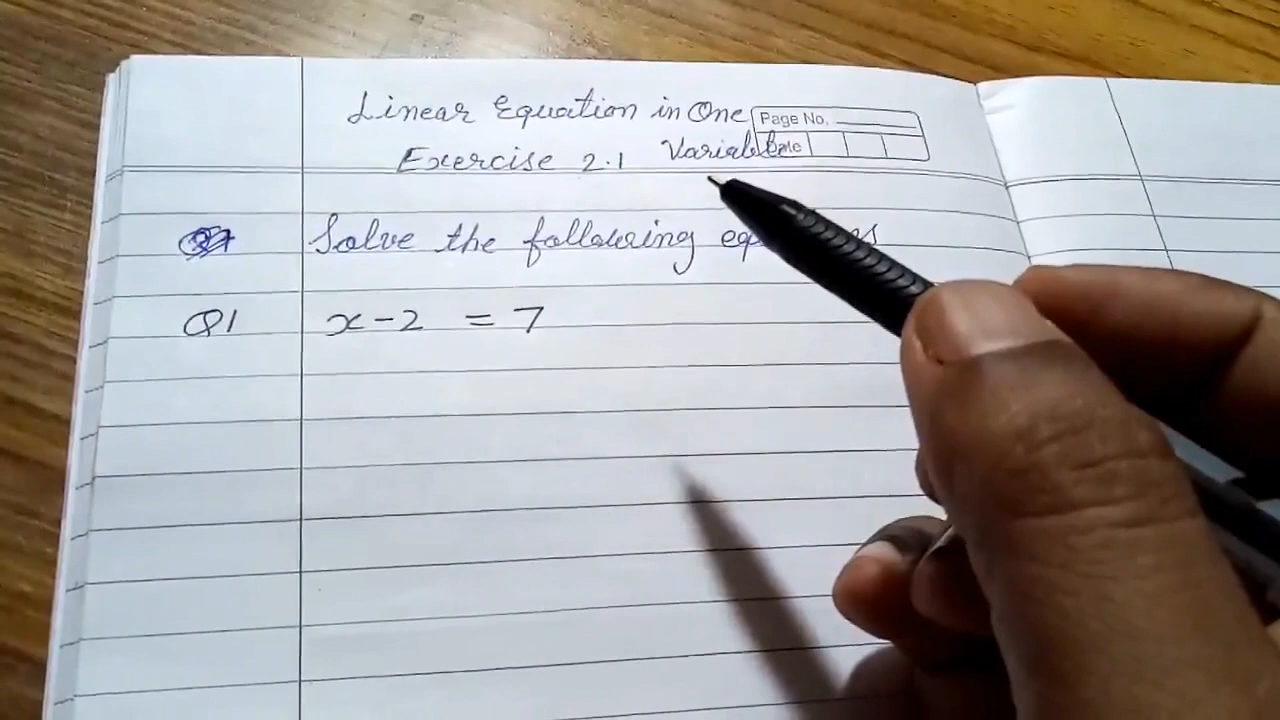 Linear Equation in One
Page No.
Exercise 2.1 Variable
Solve the following
Q1 x-2 = 7